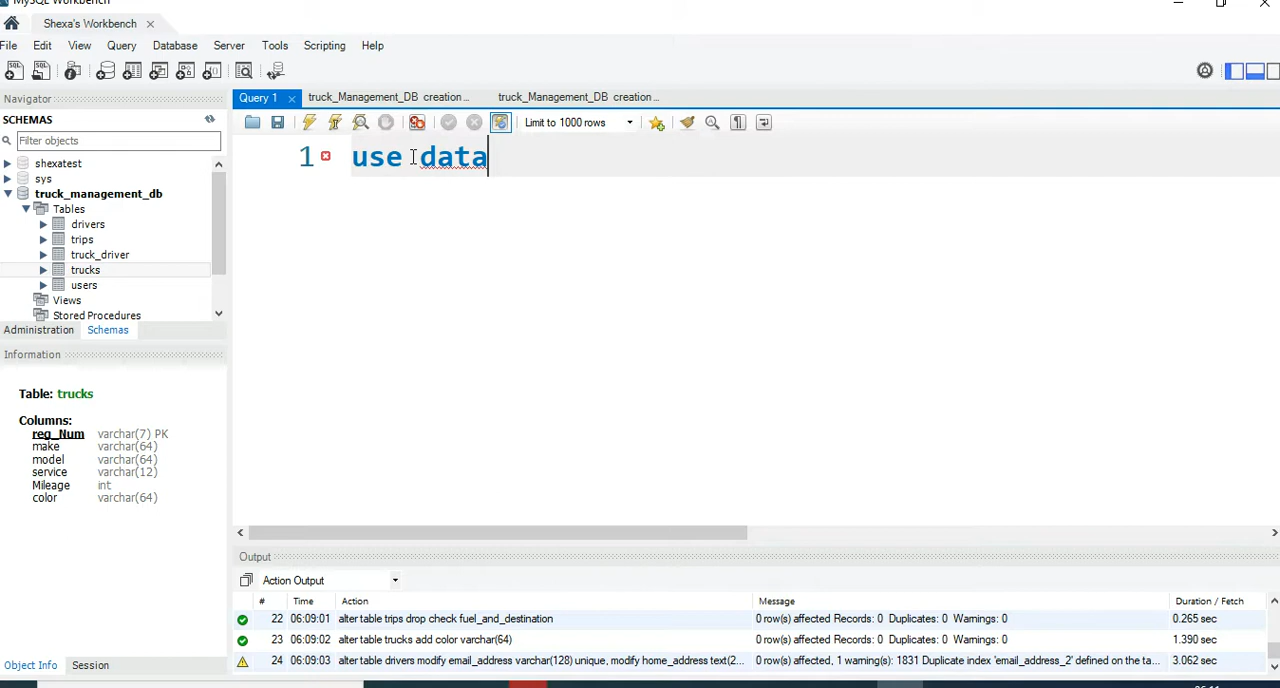 MySQL Workbench
Shexa's Workbench
File Edit View Query Database Server Tools Scripting Help
Navigator
SCHEMAS
Filter objects
shexatest
sys
truck_management_db
Tables
drivers
trips
truck_driver
trucks
users
Views
Stored Procedures
Administration Schemas
Information
Table: trucks
Columns:
reg_Num varchar(7) PK
make varchar(64)
model varchar(64)
service varchar(12)
Mileage int
color varchar(64)
Object Info Session
Query 1 truck_Management_DB creation... truck_Management_DB creation...
Limit to 1000 rows
1 use data
Output
Action Output
# Time Action Message Duration / Fetch
22 06:09:01 alter table trips drop check fuel_and_destination 0 row(s) affected Records: 0 Duplicates: 0 Warnings: 0 0.265 sec
23 06:09:02 alter table trucks add color varchar(64) 0 row(s) affected Records: 0 Duplicates: 0 Warnings: 0 1.390 sec
24 06:09:03 alter table drivers modify email_address varchar(128) unique, modify home_address text(2... 0 row(s) affected, 1 warning(s): 1831 Duplicate index 'email_address_2' defined on the ta... 3.062 sec